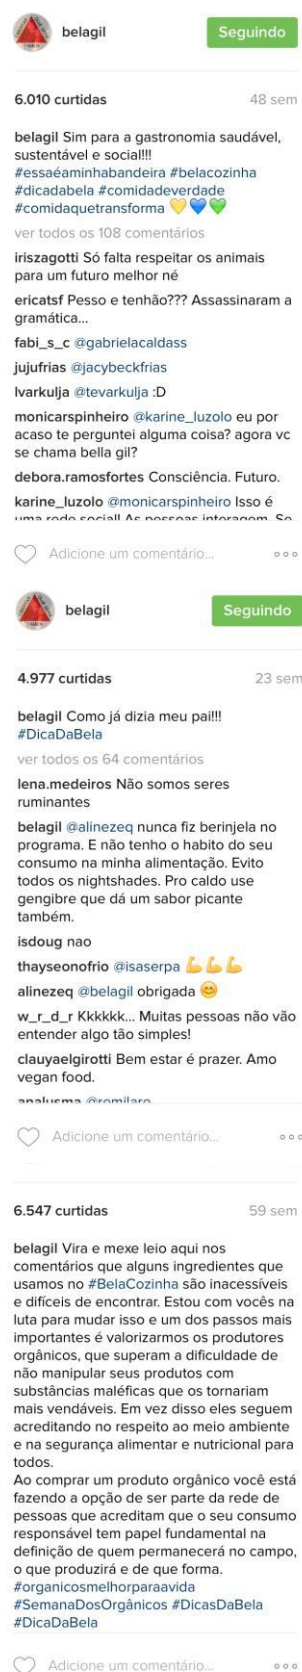 belagil
Seguindo
6.010 curtidas
48 sem
belagil Sim para a gastronomia saudável,
sustentável e social!!!
#essaéaminhabandeira #belacozinha
#dicadabela #comidadeverdade
#comidaquetransforma 💛💙💚
ver todos os 108 comentários
iriszagotti Só falta respeitar os animais
para um futuro melhor né
ericatsf Pesso e tenhão??? Assassinaram a
gramática...
fabi_s_c @gabrielacaldass
jujufrias @jacybeckfrias
lvarkulja @tevarkulja :D
monicarspinheiro @karine_luzolo eu por
acaso te perguntei alguma coisa? agora vc
se chama bella gil?
debora.ramosfortes Consciência. Futuro.
karine_luzolo @monicarspinheiro Isso é
uma rede social! As pessoas interagem. Se
Adicione um comentário...
belagil
Seguindo
4.977 curtidas
23 sem
belagil Como já dizia meu pai!!!
#DicaDaBela
ver todos os 64 comentários
lena.medeiros Não somos seres
ruminantes
belagil @alinezeq nunca fiz berinjela no
programa. E não tenho o habito do seu
consumo na minha alimentação. Evito
todos os nightshades. Pro caldo use
gengibre que dá um sabor picante
também.
isdoug nao
thayseonofrio @isaserpa 💪💪💪
alinezeq @belagil obrigada 😊
w_r_d_r Kkkkkk... Muitas pessoas não vão
entender algo tão simples!
clauyaelgirotti Bem estar é prazer. Amo
vegan food.
analusma @romilaro
Adicione um comentário...
6.547 curtidas
59 sem
belagil Vira e mexe leio aqui nos
comentários que alguns ingredientes que
usamos no #BelaCozinha são inacessíveis
e difíceis de encontrar. Estou com vocês na
luta para mudar isso e um dos passos mais
importantes é valorizarmos os produtores
orgânicos, que superam a dificuldade de
não manipular seus produtos com
substâncias maléficas que os tornariam
mais vendáveis. Em vez disso eles seguem
acreditando no respeito ao meio ambiente
e na segurança alimentar e nutricional para
todos.
Ao comprar um produto orgânico você está
fazendo a opção de ser parte da rede de
pessoas que acreditam que o seu consumo
responsável tem papel fundamental na
definição de quem permanecerá no campo,
o que produzirá e de que forma.
#organicosmelhorparaavida
#SemanaDosOrgânicos #DicasDaBela
#DicaDaBela
Adicione um comentário...